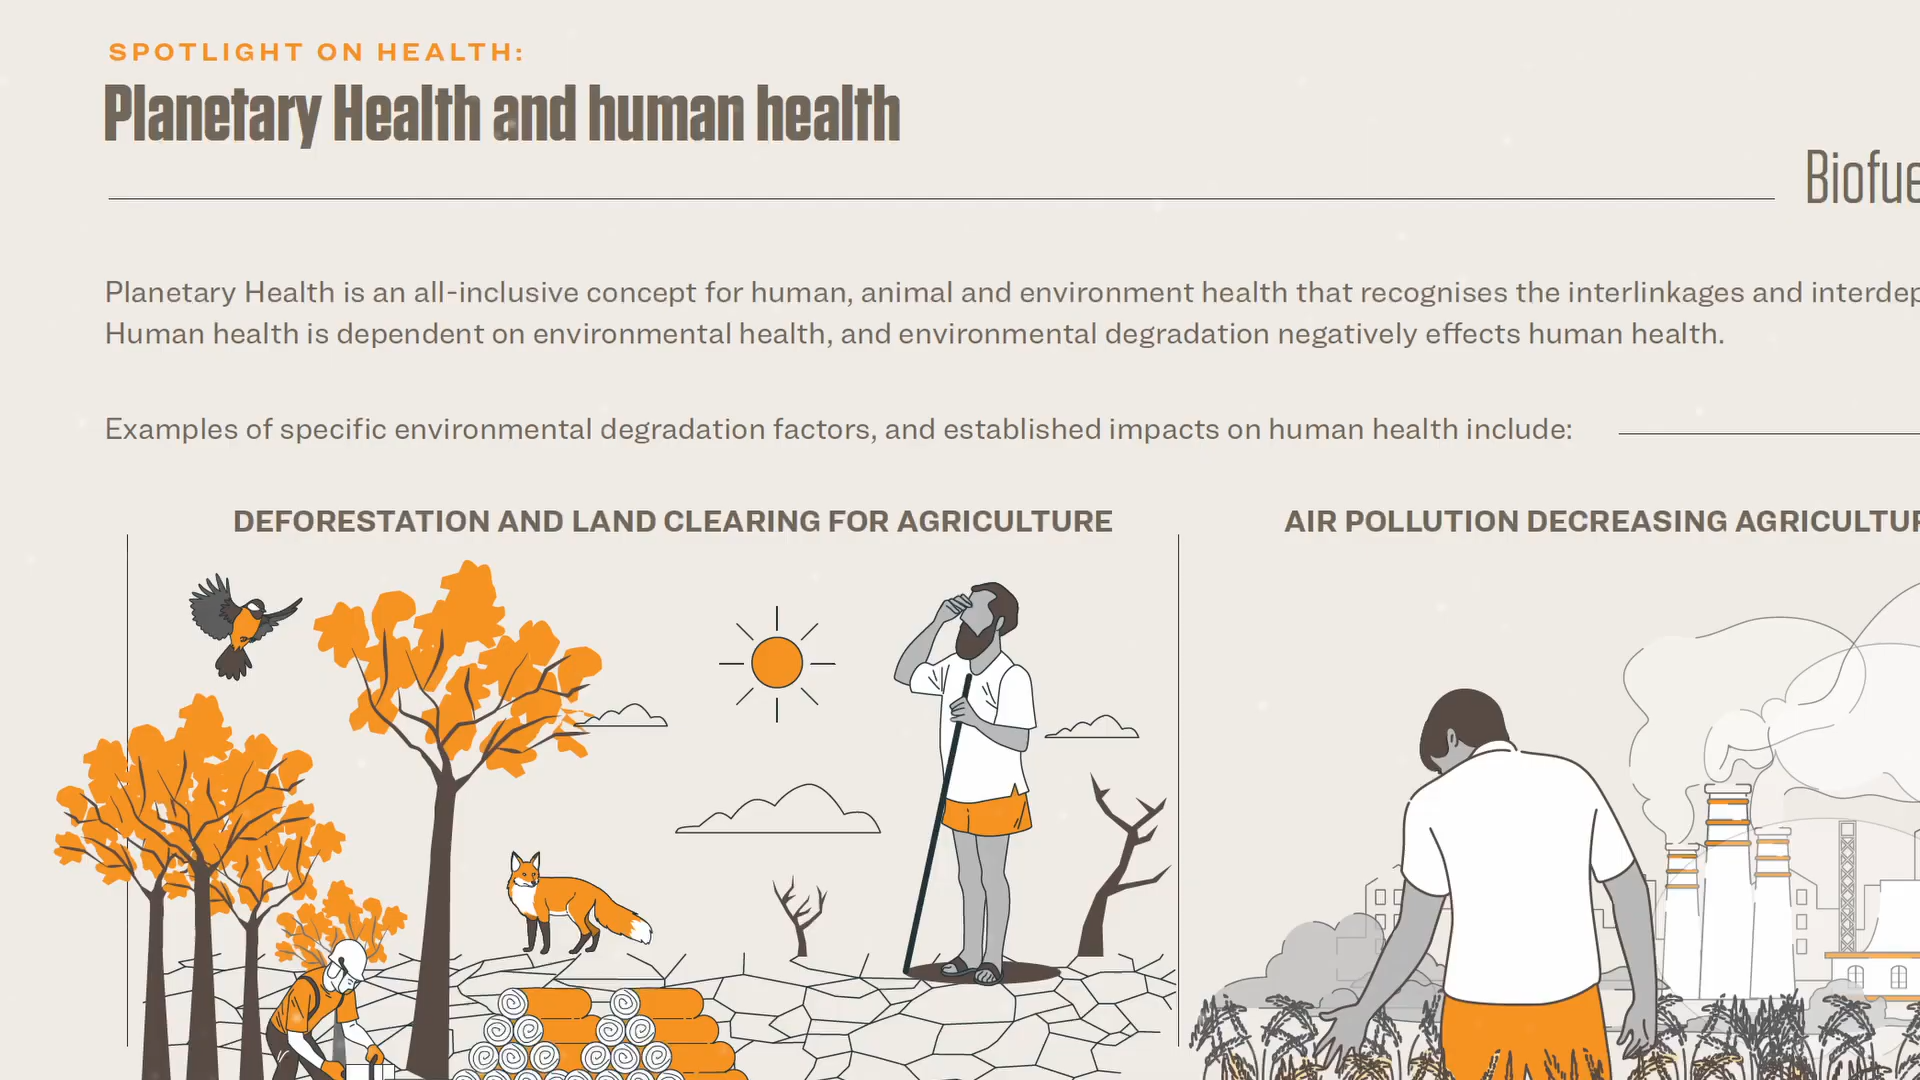 SPOTLIGHT ON HEALTH:
Planetary Health and human health
Planetary Health is an all-inclusive concept for human, animal and environment health that recognises the interlinkages and
Human health is dependent on environmental health, and environmental degradation negatively effects human health.
Examples of specific environmental degradation factors, and established impacts on human health include:
DEFORESTATION AND LAND CLEARING FOR AGRICULTURE
AIR POLLUTION DECREASING